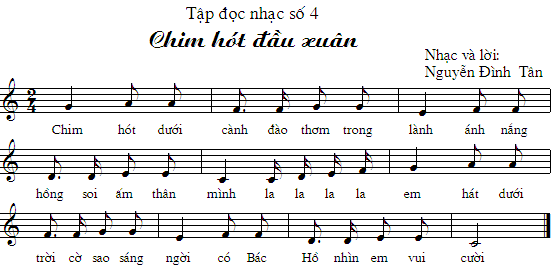 Tập đọc nhạc số 4
Chim hót đầu xuân
Nhạc và lời:
Nguyễn Đình Tân
2
4
Chim hót dưới cành đào thơm trong lành ánh nắng
hồng soi ấm thân mình la la la la em hát dưới
trời cờ sao sáng ngời có Bác Hồ nhìn em vui cười